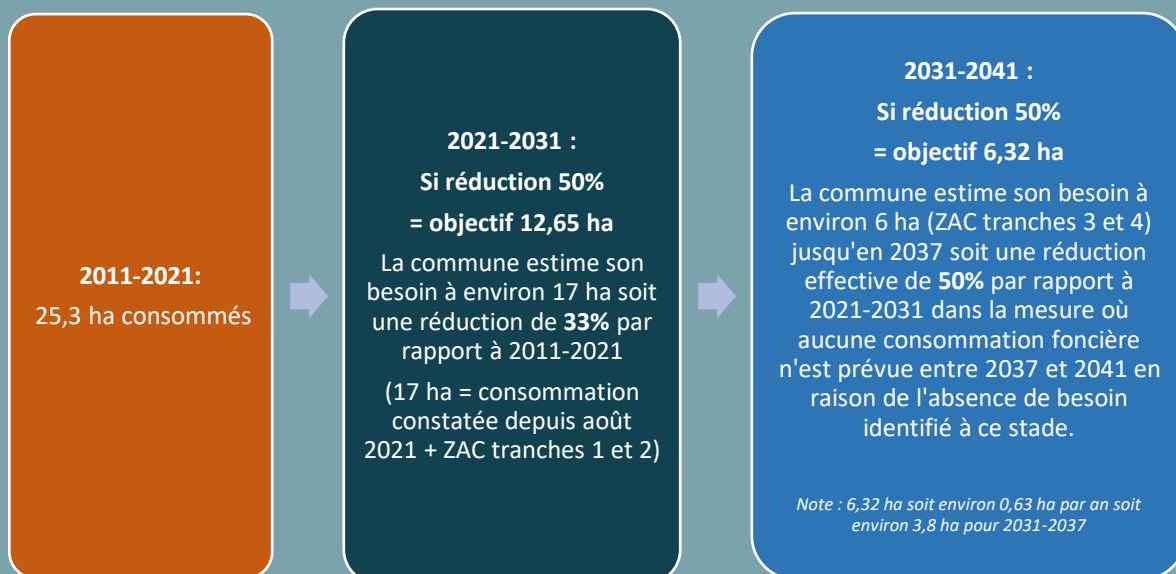 2011-2021:
25,3 ha consommés
2021-2031 :
Si réduction 50%
= objectif 12,65 ha
La commune estime son
besoin à environ 17 ha soit
une réduction de 33% par
rapport à 2011-2021
(17 ha = consommation
constatée depuis août
2021 + ZAC tranches 1 et 2)
2031-2041 :
Si réduction 50%
= objectif 6,32 ha
La commune estime son besoin à
environ 6 ha (ZAC tranches 3 et 4)
jusqu'en 2037 soit une réduction
effective de 50% par rapport à
2021-2031 dans la mesure où
aucune consommation foncière
n'est prévue entre 2037 et 2041 en
raison de l'absence de besoin
identifié à ce stade.
Note : 6,32 ha soit environ 0,63 ha par an soit
environ 3,8 ha pour 2031-2037